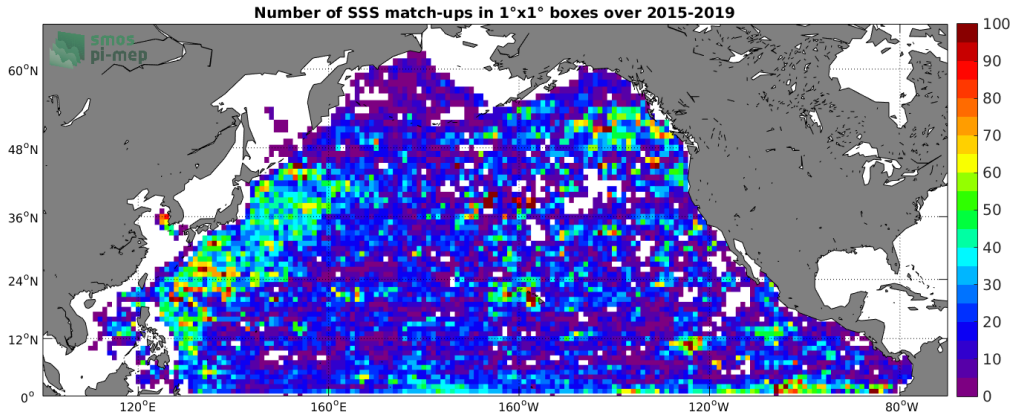 Number of SSS match-ups in 1°x1° boxes over 2015-2019
smos
pi-mep
60°N
48°N
36°N
24°N
12°N
0°
120°E
160°E
160°W
120°W
80°W
100
90
80
70
60
50
40
30
20
10
0